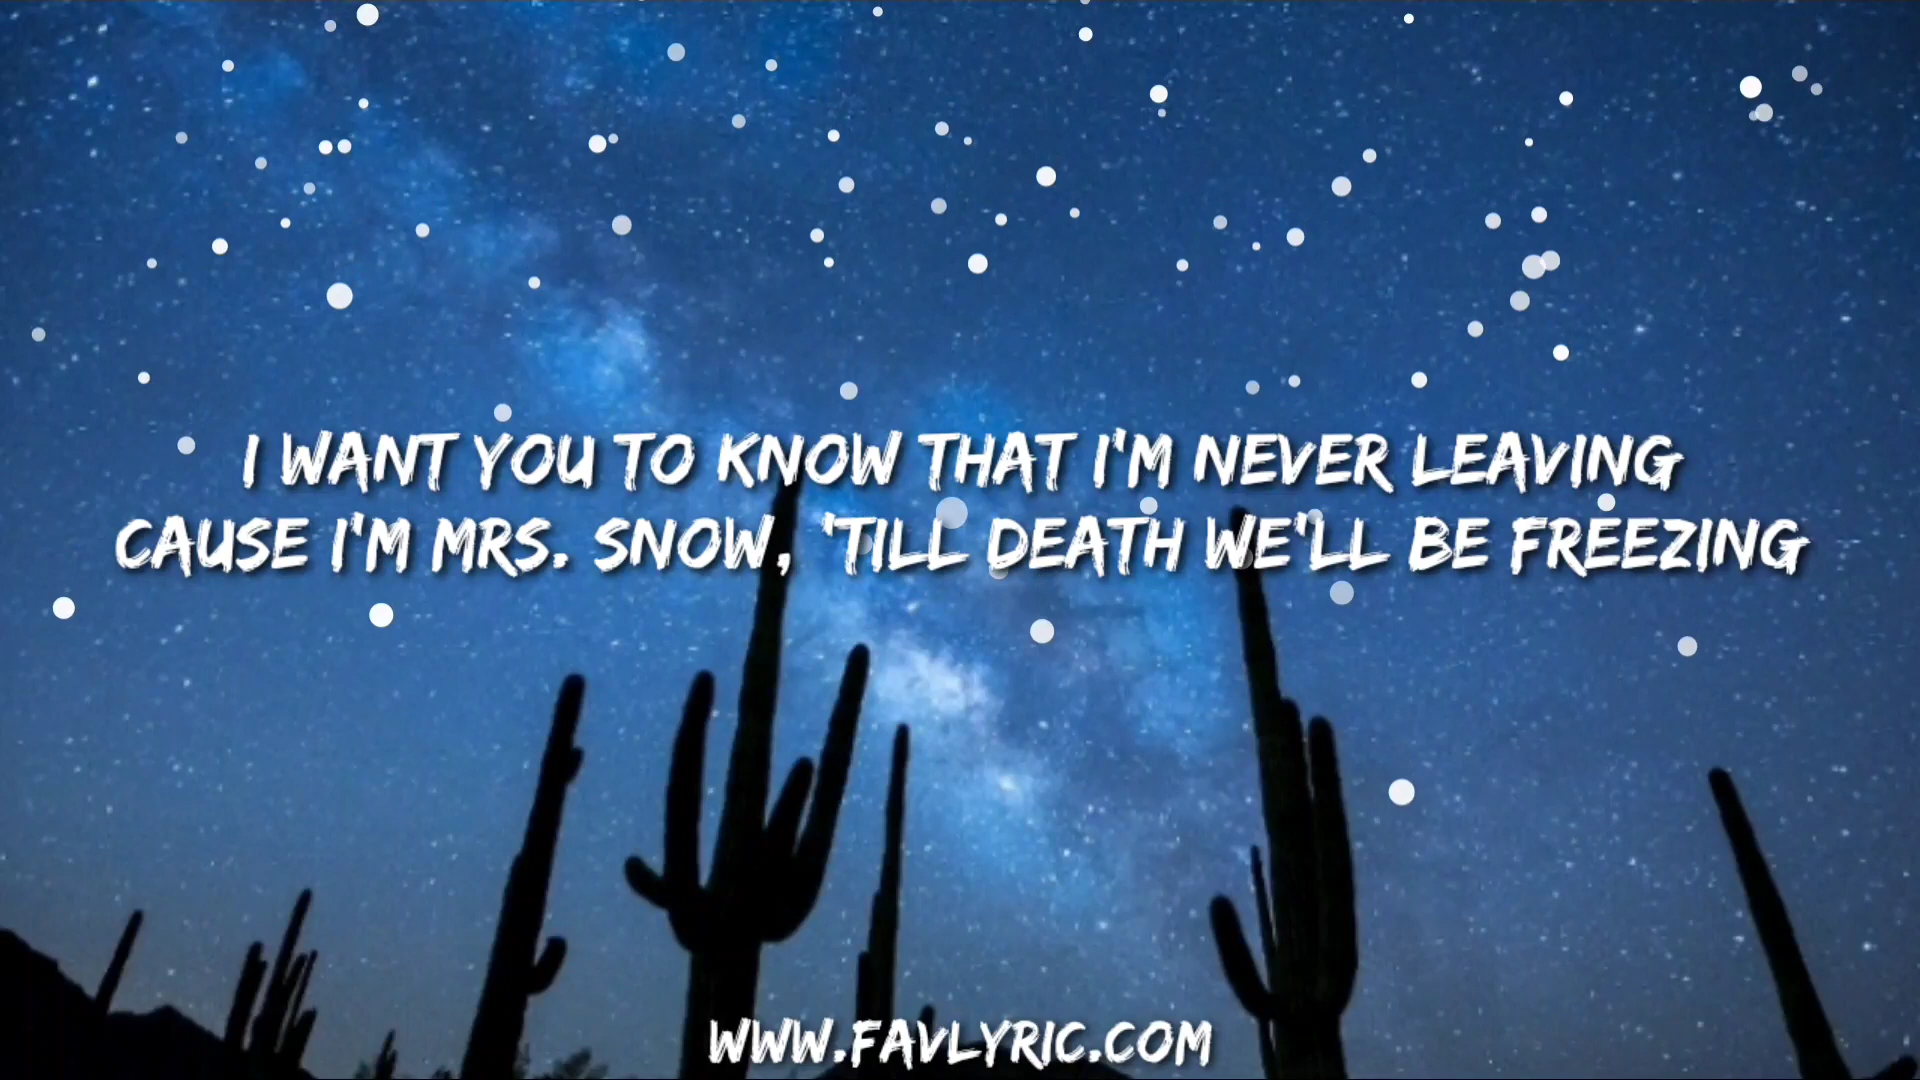 I WANT YOU TO KNOW THAT I'M NEVER LEAVING
CAUSE I'M MRS. SNOW, 'TILL DEATH WE'LL BE FREEZING
WWW.FAVLYRIC.COM